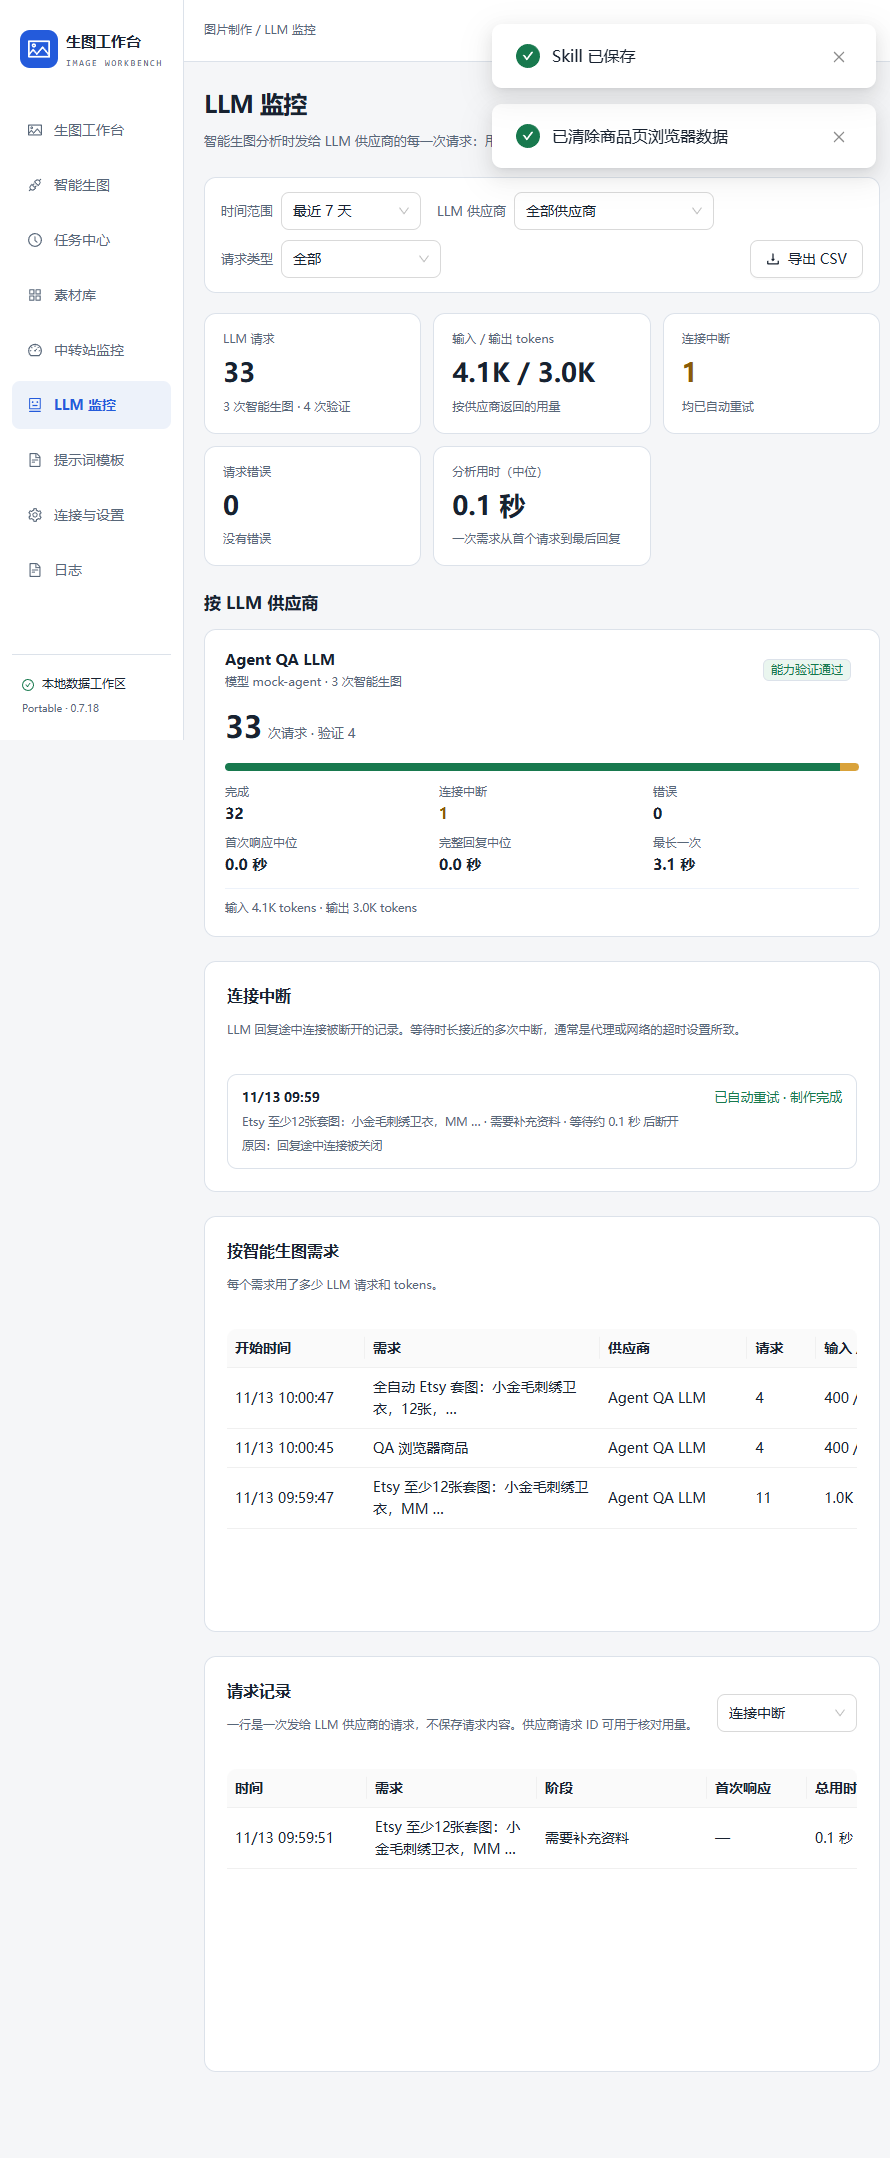 生图工作台
IMAGE WORKBENCH
生图工作台
智能生图
任务中心
素材库
中转站监控
LLM 监控
提示词模板
连接与设置
日志
本地数据工作区
Portable · 0.7.18
图片制作 / LLM 监控
Skill 已保存
已清除商品页浏览器数据
LLM 监控
智能生图分析时发给 LLM 供应商的每一次请求：
时间范围 最近 7 天 LLM 供应商 全部供应商
请求类型 全部 导出 CSV
LLM 请求
33
3 次智能生图 · 4 次验证
输入 / 输出 tokens
4.1K / 3.0K
按供应商返回的用量
连接中断
1
均已自动重试
请求错误
0
没有错误
分析用时（中位）
0.1 秒
一次需求从首个请求到最后回复
按 LLM 供应商
Agent QA LLM
模型 mock-agent · 3 次智能生图
能力验证通过
33 次请求 · 验证 4
完成 连接中断 错误
32 1 0
首次响应中位 完整回复中位 最长一次
0.0 秒 0.0 秒 3.1 秒
输入 4.1K tokens · 输出 3.0K tokens
连接中断
LLM 回复途中连接被断开的记录。等待时长接近的多次中断，通常是代理或网络的超时设置所致。
11/13 09:59 已自动重试 · 制作完成
Etsy 至少12张套图：小金毛刺绣卫衣，MM ... · 需要补充资料 · 等待约 0.1 秒 后断开
原因：回复途中连接被关闭
按智能生图需求
每个需求用了多少 LLM 请求和 tokens。
开始时间 需求 供应商 请求 输入 /
11/13 10:00:47 全自动 Etsy 套图：小金毛刺绣卫衣，12张，... Agent QA LLM 4 400 /
11/13 10:00:45 QA 浏览器商品 Agent QA LLM 4 400 /
11/13 09:59:47 Etsy 至少12张套图：小金毛刺绣卫衣，MM ... Agent QA LLM 11 1.0K
请求记录
一行是一次发给 LLM 供应商的请求，不保存请求内容。供应商请求 ID 可用于核对用量。
连接中断
时间 需求 阶段 首次响应 总用时
11/13 09:59:51 Etsy 至少12张套图：小金毛刺绣卫衣，MM ... 需要补充资料 — 0.1 秒